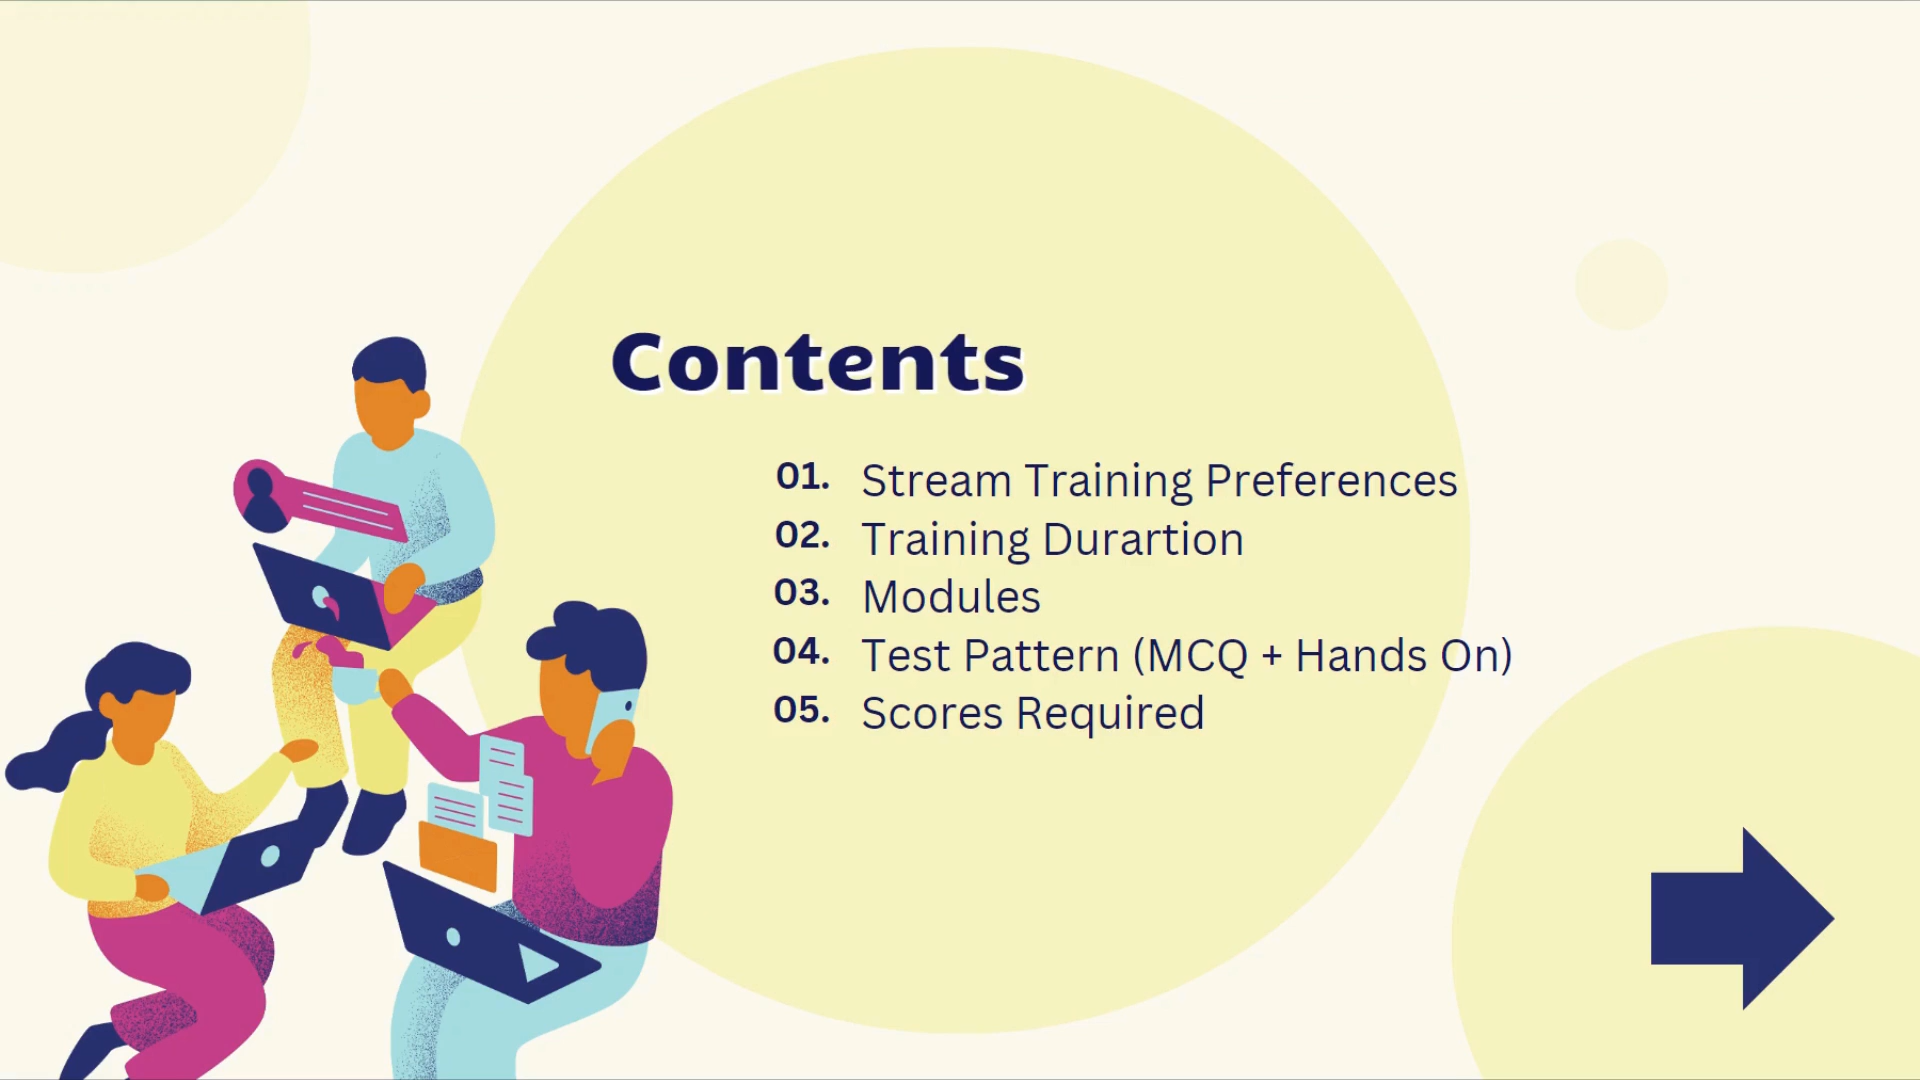 Contents
01. Stream Training Preferences
02. Training Durartion
03. Modules
04. Test Pattern (MCQ + Hands On)
05. Scores Required